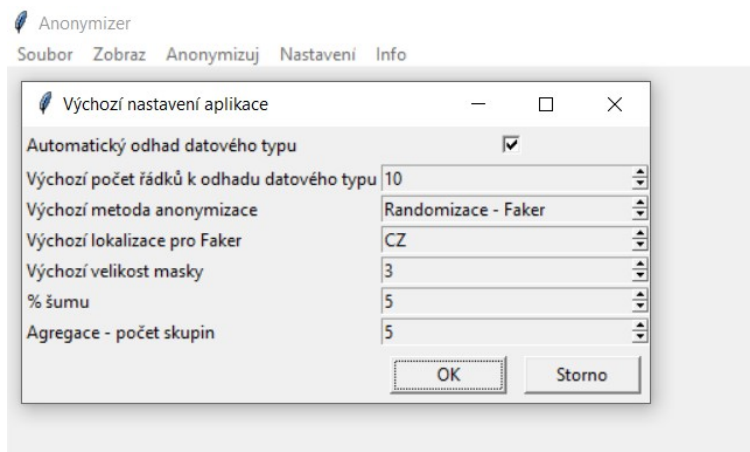 Anonymizer
Soubor Zobraz Anonymizuj Nastavení Info
Výchozí nastavení aplikace
Automatický odhad datového typu
Výchozí počet řádků k odhadu datového typu 10
Výchozí metoda anonymizace Randomizace - Faker
Výchozí lokalizace pro Faker CZ
Výchozí velikost masky 3
% šumu 5
Agregace - počet skupin 5
OK Storno